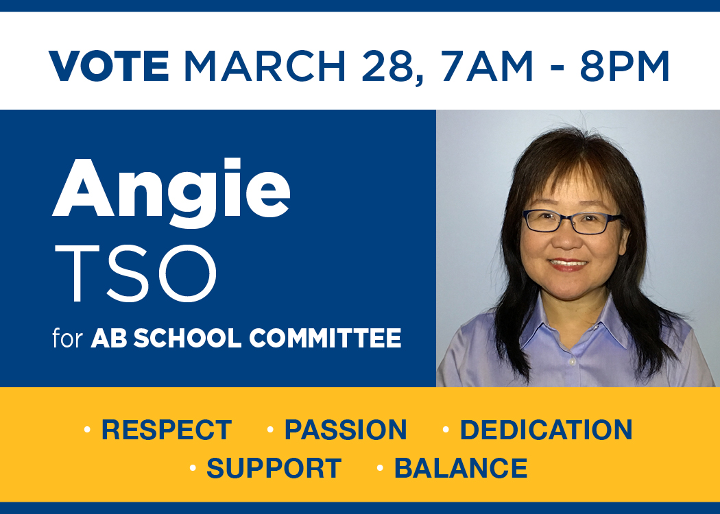 VOTE MARCH 28, 7AM - 8PM
Angie
TSO
for AB SCHOOL COMMITTEE
• RESPECT • PASSION • DEDICATION
• SUPPORT • BALANCE